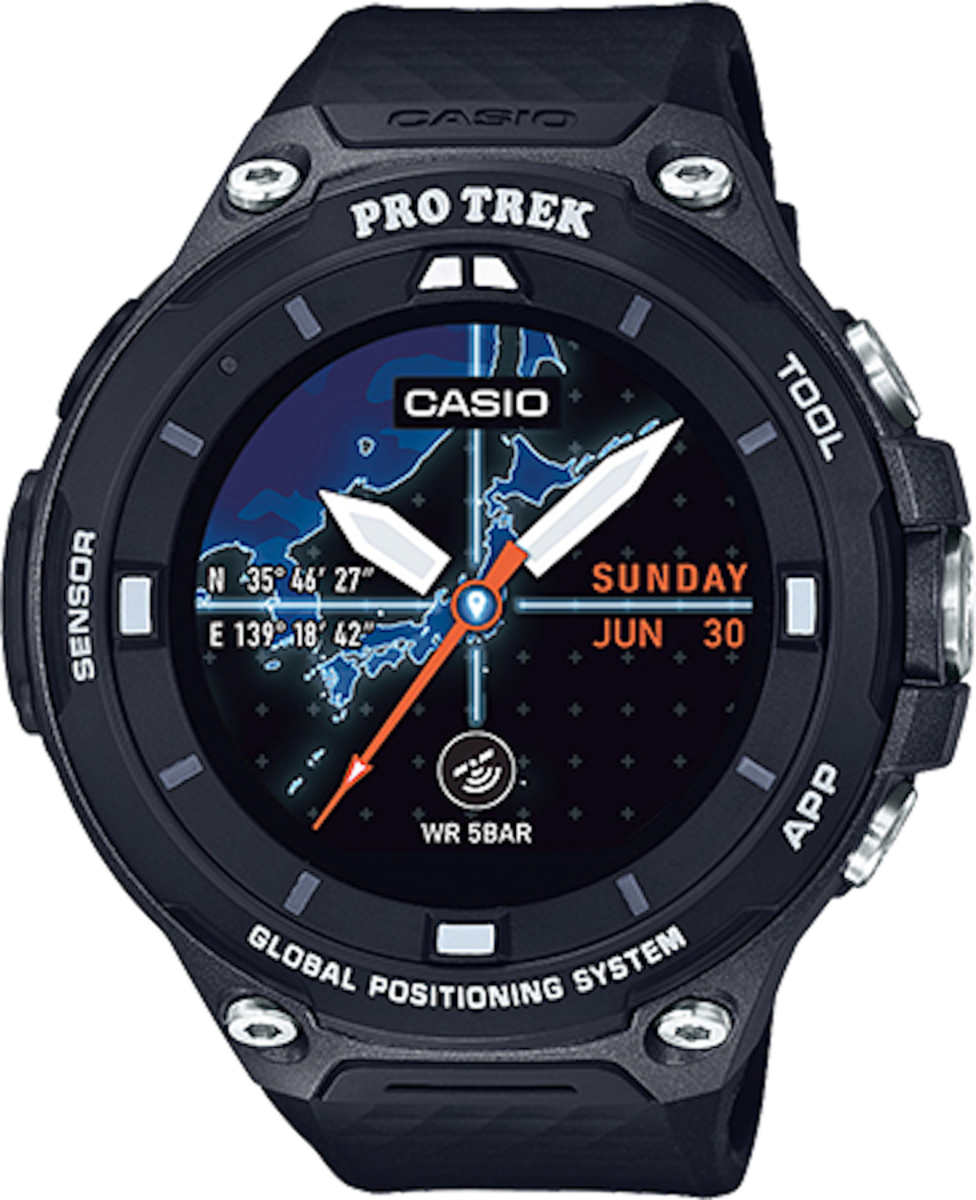 CASIO
PRO TREK
TOOL
CASIO
SENSOR
N 35° 46' 27"
SUNDAY
E 139° 18' 42"
JUN 30
APP
WR 5BAR
GLOBAL POSITIONING SYSTEM